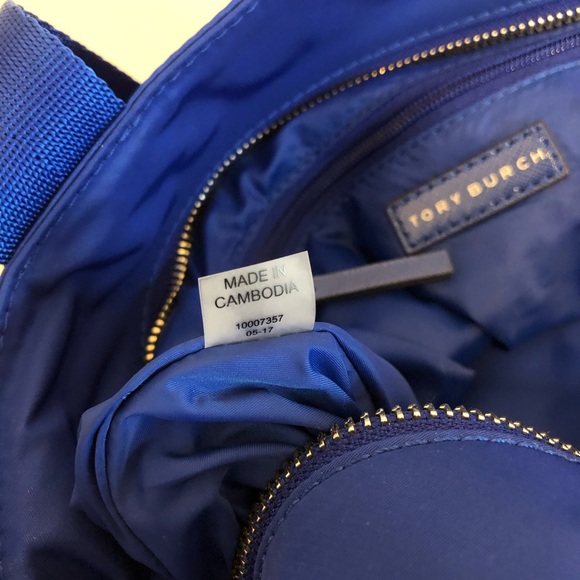 TORY BURCH
MADE IN
CAMBODIA
10007357
05-17